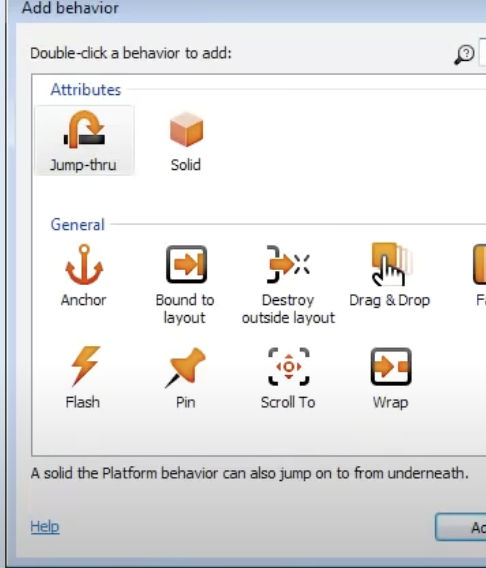 Add behavior
Double-click a behavior to add:
Attributes
Jump-thru
Solid
General
Anchor
Bound to
layout
Destroy
outside layout
Drag & Drop
Flash
Pin
Scroll To
Wrap
A solid the Platform behavior can also jump on to from underneath.
Help